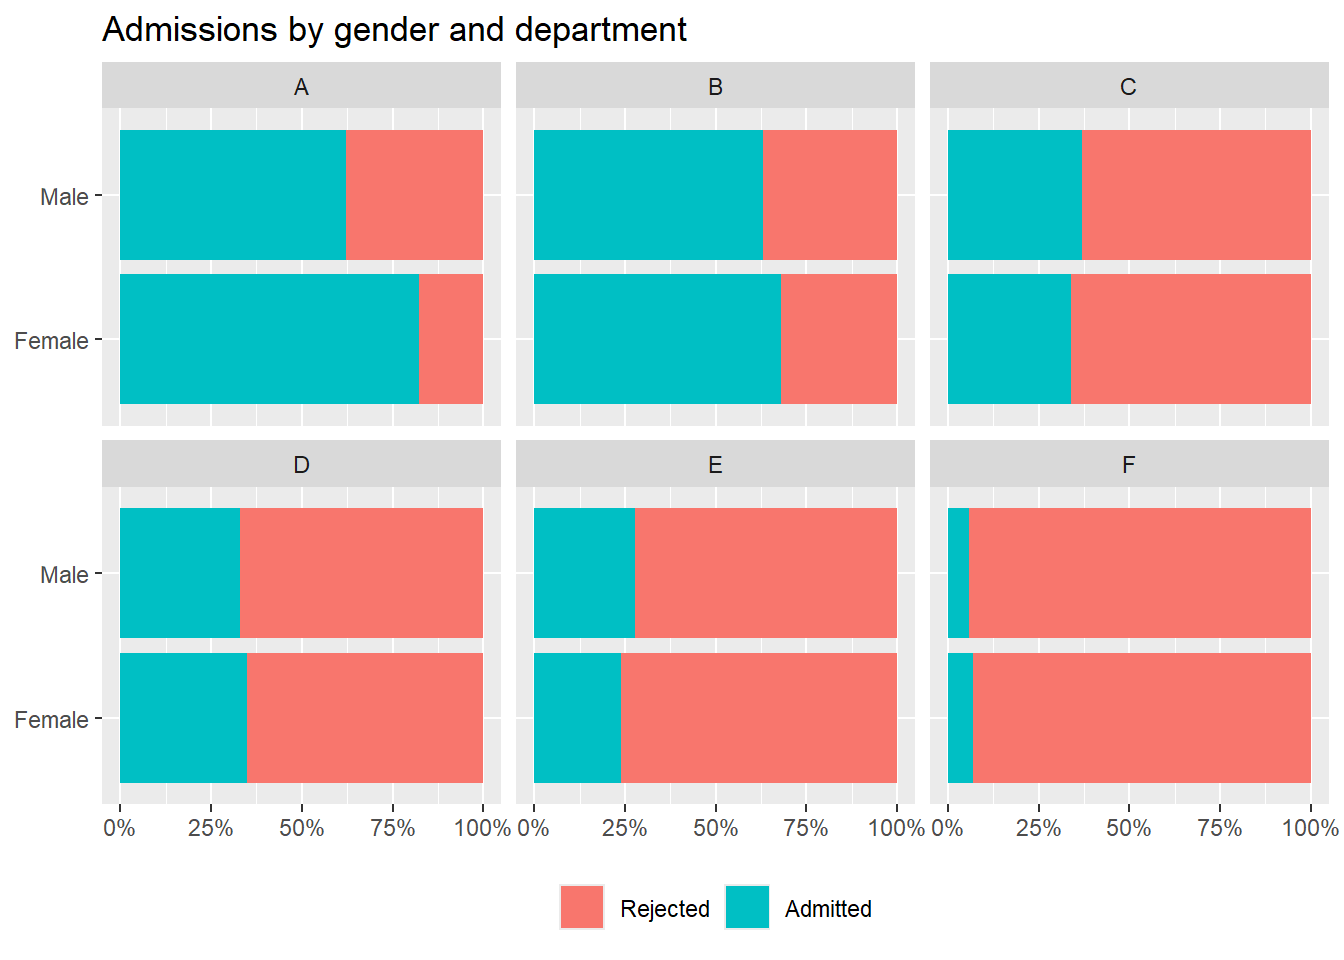 Admissions by gender and department
A B C
Male
Female
D E F
Male
Female
0% 25% 50% 75% 100% 0% 25% 50% 75% 100% 0% 25% 50% 75% 100%
Rejected Admitted